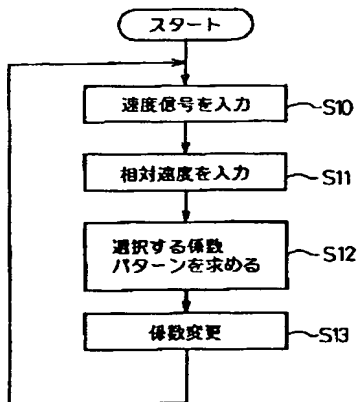 スタート
速度信号を入力
S10
相対速度を入力
S11
選択する係数
パターンを求める
S12
係数変更
S13